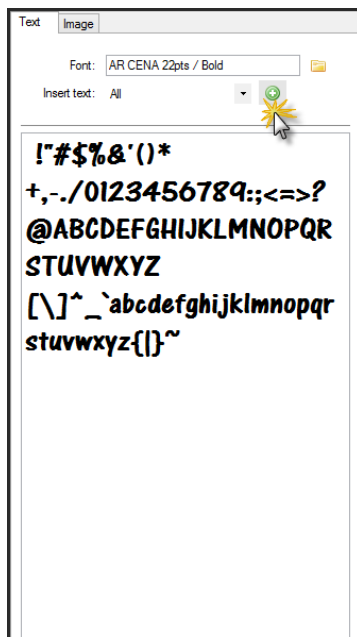 Text Image
Font: AR CENA 22pts / Bold
Insert text: All
!"#$%&'()*
+,-./0123456789:;<=>?
@ABCDEFGHIJKLMNOPQR
STUVWXYZ
[\]^_`abcdefghijklmnopqr
stuvwxyz{|}~